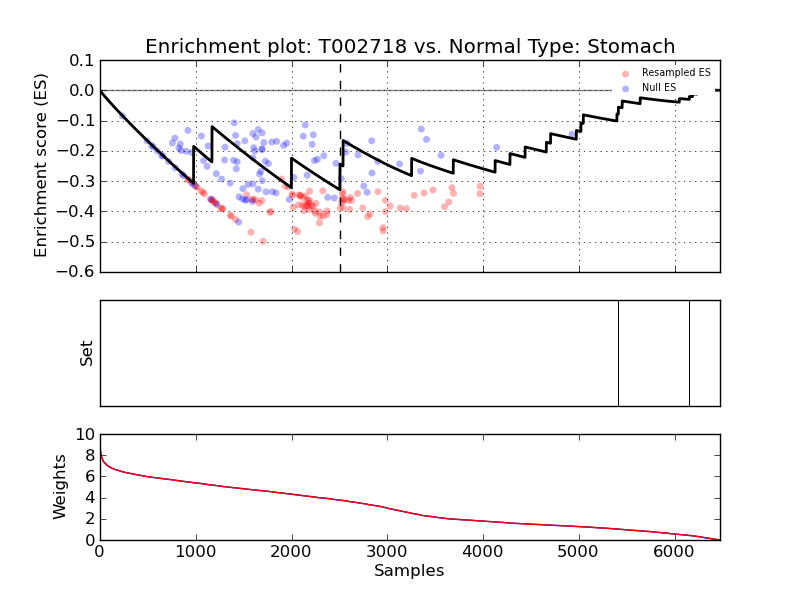 Enrichment plot: T002718 vs. Normal Type: Stomach
Enrichment score (ES)
0.1
0.0
−0.1
−0.2
−0.3
−0.4
−0.5
−0.6
Resampled ES
Null ES
Set
Weights
10
8
6
4
2
0
0 1000 2000 3000 4000 5000 6000
Samples